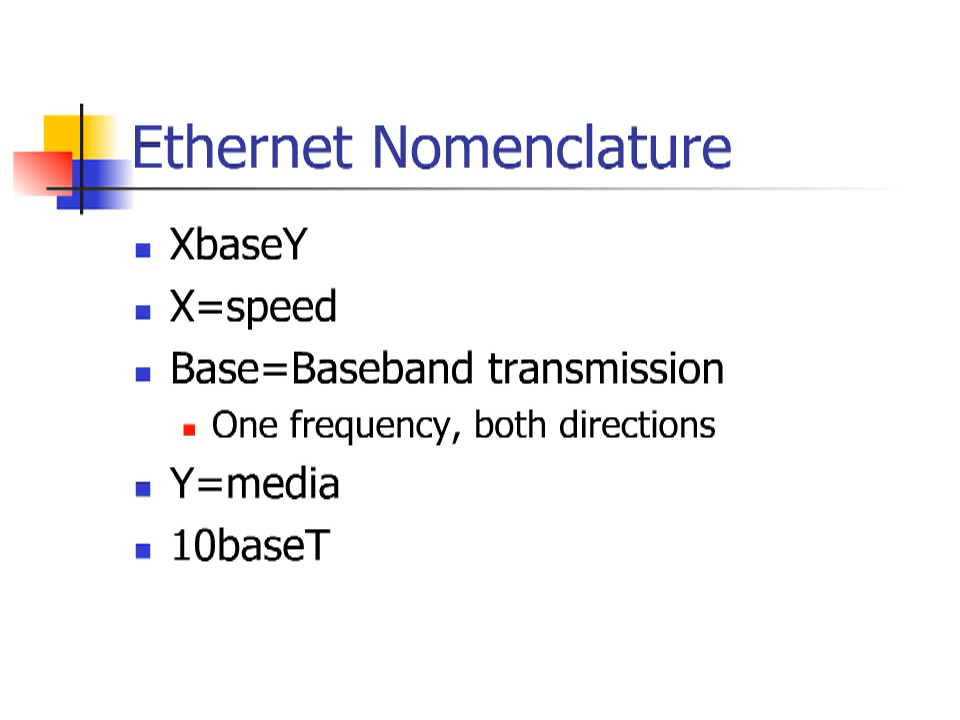 Ethernet Nomenclature
XbaseY
X=speed
Base=Baseband transmission
One frequency, both directions
Y=media
10baseT